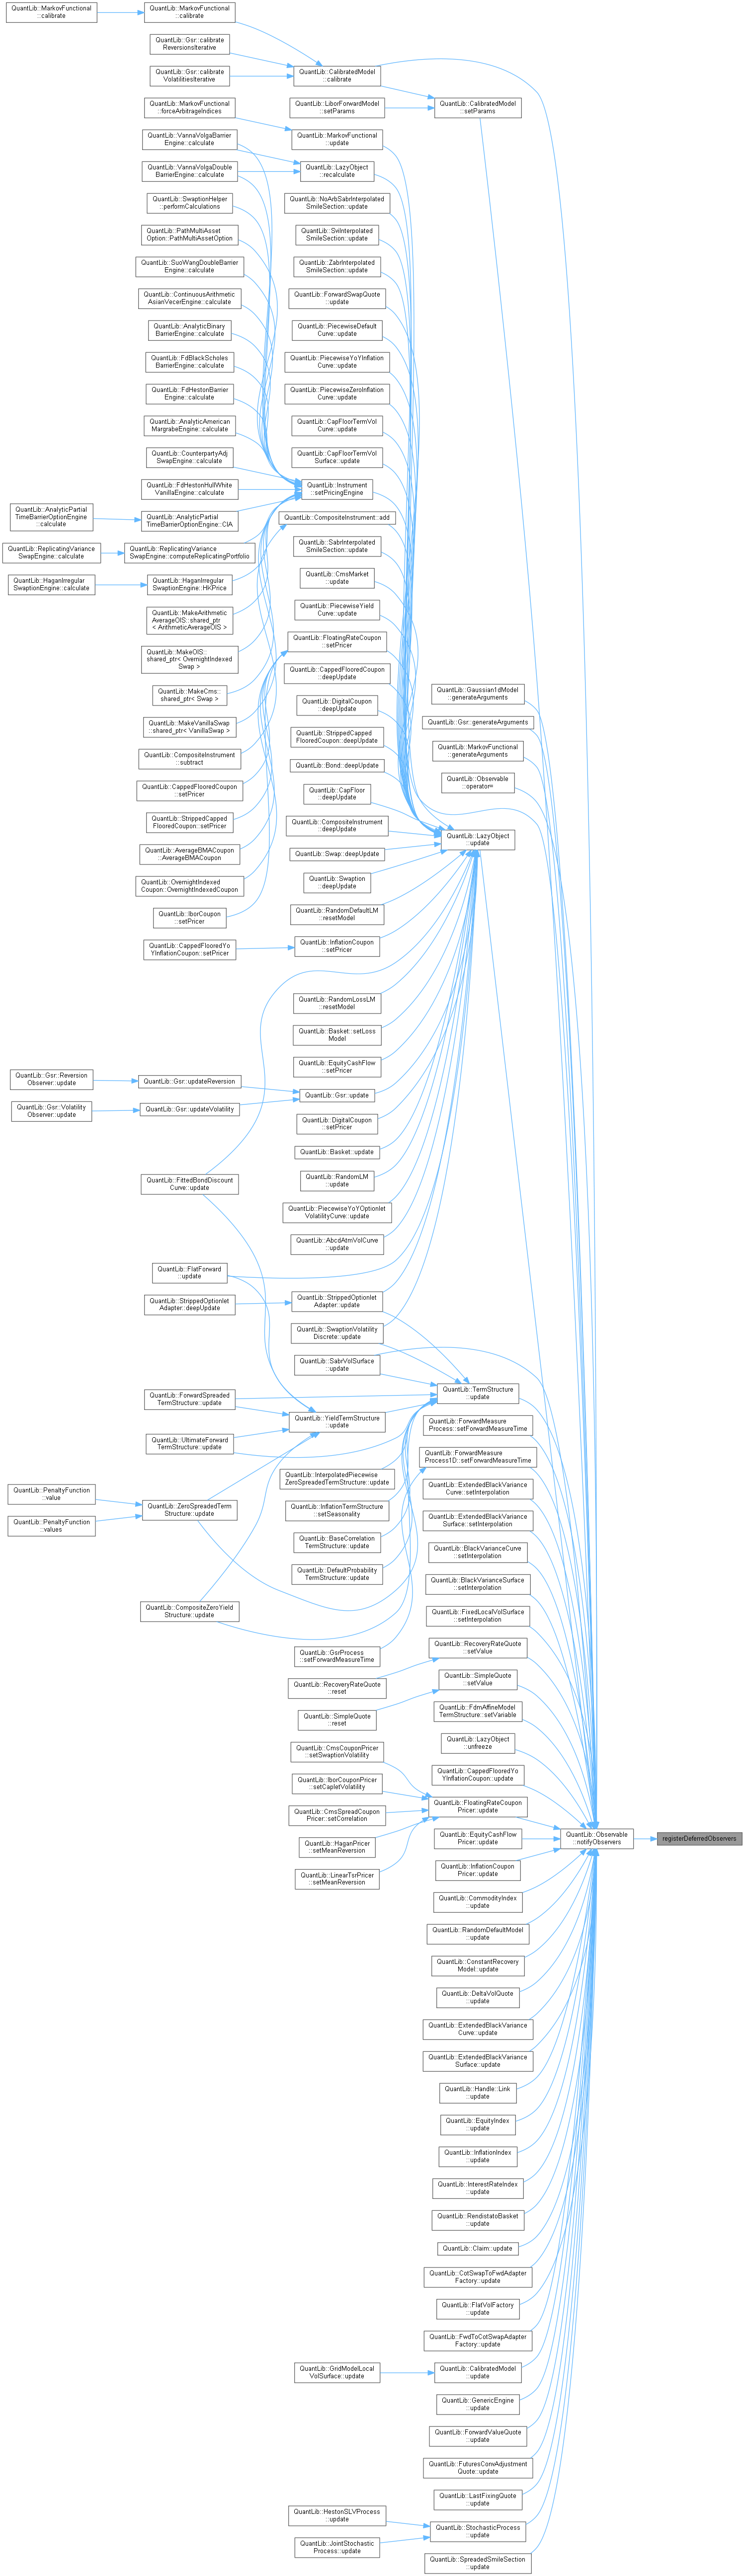 QuantLib::MarkovFunctional
::calibrate
QuantLib::MarkovFunctional
::calibrate
QuantLib::Gsr::calibrate
ReversionsIterative
QuantLib::Gsr::calibrate
VolatilitiesIterative
QuantLib::CalibratedModel
::calibrate
QuantLib::MarkovFunctional
::forceArbitrageIndices
QuantLib::LiborForwardModel
::setParams
QuantLib::CalibratedModel
::setParams
QuantLib::VannaVolgaBarrier
Engine::calculate
QuantLib::MarkovFunctional
::update
QuantLib::VannaVolgaDouble
BarrierEngine::calculate
QuantLib::LazyObject
::recalculate
QuantLib::SwaptionHelper
::performCalculations
QuantLib::NoArbSabrInterpolated
SmileSection::update
QuantLib::PathMultiAsset
Option::PathMultiAssetOption
QuantLib::SviInterpolated
SmileSection::update
QuantLib::SuoWangDoubleBarrier
Engine::calculate
QuantLib::ZabrInterpolated
SmileSection::update
QuantLib::ContinuousArithmetic
AsianVecerEngine::calculate
QuantLib::ForwardSwapQuote
::update
QuantLib::AnalyticBinary
BarrierEngine::calculate
QuantLib::PiecewiseDefault
Curve::update
QuantLib::FdBlackScholes
BarrierEngine::calculate
QuantLib::PiecewiseYoYInflation
Curve::update
QuantLib::FdHestonBarrier
Engine::calculate
QuantLib::PiecewiseZeroInflation
Curve::update
QuantLib::AnalyticAmerican
MargrabeEngine::calculate
QuantLib::CapFloorTermVol
Curve::update
QuantLib::CounterpartyAdj
SwapEngine::calculate
QuantLib::CapFloorTermVol
Surface::update
QuantLib::FdHestonHullWhite
VanillaEngine::calculate
QuantLib::Instrument
::setPricingEngine
QuantLib::AnalyticPartial
TimeBarrierOptionEngine
::calculate
QuantLib::AnalyticPartial
TimeBarrierOptionEngine::CIA
QuantLib::CompositeInstrument::add
QuantLib::ReplicatingVariance
SwapEngine::calculate
QuantLib::ReplicatingVariance
SwapEngine::computeReplicatingPortfolio
QuantLib::SabrInterpolated
SmileSection::update
QuantLib::HaganIrregular
SwaptionEngine::calculate
QuantLib::HaganIrregular
SwaptionEngine::HKPrice
QuantLib::CmsMarket
::update
QuantLib::MakeArithmetic
AverageOIS::shared_ptr
< ArithmeticAverageOIS >
QuantLib::PiecewiseYield
Curve::update
QuantLib::MakeOIS::
shared_ptr< OvernightIndexed
Swap >
QuantLib::FloatingRateCoupon
::setPricer
QuantLib::MakeCms::
shared_ptr< Swap >
QuantLib::CappedFlooredCoupon
::deepUpdate
QuantLib::Gaussian1dModel
::generateArguments
QuantLib::MakeVanillaSwap
::shared_ptr< VanillaSwap >
QuantLib::DigitalCoupon
::deepUpdate
QuantLib::Gsr::generateArguments
QuantLib::CompositeInstrument
::subtract
QuantLib::StrippedCapped
FlooredCoupon::deepUpdate
QuantLib::MarkovFunctional
::generateArguments
QuantLib::CappedFlooredCoupon
::setPricer
QuantLib::Bond::deepUpdate
QuantLib::Observable
::operator=
QuantLib::StrippedCapped
FlooredCoupon::setPricer
QuantLib::CapFloor
::deepUpdate
QuantLib::CompositeInstrument
::deepUpdate
QuantLib::LazyObject
::update
QuantLib::AverageBMACoupon
::AverageBMACoupon
QuantLib::Swap::deepUpdate
QuantLib::OvernightIndexed
Coupon::OvernightIndexedCoupon
QuantLib::Swaption
::deepUpdate
QuantLib::IborCoupon
::setPricer
QuantLib::RandomDefaultLM
::resetModel
QuantLib::CappedFlooredYo
YInflationCoupon::setPricer
QuantLib::InflationCoupon
::setPricer
QuantLib::RandomLossLM
::resetModel
QuantLib::Basket::setLoss
Model
QuantLib::EquityCashFlow
::setPricer
QuantLib::Gsr::Reversion
Observer::update
QuantLib::Gsr::updateReversion
QuantLib::Gsr::update
QuantLib::Gsr::Volatility
Observer::update
QuantLib::Gsr::updateVolatility
QuantLib::DigitalCoupon
::setPricer
QuantLib::Basket::update
QuantLib::FittedBondDiscount
Curve::update
QuantLib::RandomLM
::update
QuantLib::PiecewiseYoYOptionlet
VolatilityCurve::update
QuantLib::AbcdAtmVolCurve
::update
QuantLib::FlatForward
::update
QuantLib::StrippedOptionlet
Adapter::deepUpdate
QuantLib::StrippedOptionlet
Adapter::update
QuantLib::SwaptionVolatility
Discrete::update
QuantLib::SabrVolSurface
::update
QuantLib::TermStructure
::update
QuantLib::ForwardSpreaded
TermStructure::update
QuantLib::YieldTermStructure
::update
QuantLib::ForwardMeasure
Process::setForwardMeasureTime
QuantLib::UltimateForward
TermStructure::update
QuantLib::ForwardMeasure
Process1D::setForwardMeasureTime
QuantLib::InterpolatedPiecewise
ZeroSpreadedTermStructure::update
QuantLib::PenaltyFunction
::value
QuantLib::ExtendedBlackVariance
Curve::setInterpolation
QuantLib::ZeroSpreadedTerm
Structure::update
QuantLib::InflationTermStructure
::setSeasonality
QuantLib::PenaltyFunction
::values
QuantLib::ExtendedBlackVariance
Surface::setInterpolation
QuantLib::BaseCorrelation
TermStructure::update
QuantLib::BlackVarianceCurve
::setInterpolation
QuantLib::DefaultProbability
TermStructure::update
QuantLib::BlackVarianceSurface
::setInterpolation
QuantLib::CompositeZeroYield
Structure::update
QuantLib::FixedLocalVolSurface
::setInterpolation
QuantLib::GsrProcess
::setForwardMeasureTime
QuantLib::RecoveryRateQuote
::setValue
QuantLib::RecoveryRateQuote
::reset
QuantLib::SimpleQuote
::setValue
QuantLib::SimpleQuote
::reset
QuantLib::FdmAffineModel
TermStructure::setVariable
QuantLib::LazyObject
::unfreeze
QuantLib::CmsCouponPricer
::setSwaptionVolatility
QuantLib::CappedFlooredYo
YInflationCoupon::update
QuantLib::IborCouponPricer
::setCapletVolatility
QuantLib::FloatingRateCoupon
Pricer::update
QuantLib::CmsSpreadCoupon
Pricer::setCorrelation
QuantLib::Observable
::notifyObservers
registerDeferredObservers
QuantLib::EquityCashFlow
Pricer::update
QuantLib::HaganPricer
::setMeanReversion
QuantLib::InflationCoupon
Pricer::update
QuantLib::LinearTsrPricer
::setMeanReversion
QuantLib::CommodityIndex
::update
QuantLib::RandomDefaultModel
::update
QuantLib::ConstantRecovery
Model::update
QuantLib::DeltaVolQuote
::update
QuantLib::ExtendedBlackVariance
Curve::update
QuantLib::ExtendedBlackVariance
Surface::update
QuantLib::Handle::Link
::update
QuantLib::EquityIndex
::update
QuantLib::InflationIndex
::update
QuantLib::InterestRateIndex
::update
QuantLib::RendistatoBasket
::update
QuantLib::Claim::update
QuantLib::CotSwapToFwdAdapter
Factory::update
QuantLib::FlatVolFactory
::update
QuantLib::FwdToCotSwapAdapter
Factory::update
QuantLib::GridModelLocal
VolSurface::update
QuantLib::CalibratedModel
::update
QuantLib::GenericEngine
::update
QuantLib::ForwardValueQuote
::update
QuantLib::FuturesConvAdjustment
Quote::update
QuantLib::LastFixingQuote
::update
QuantLib::HestonSLVProcess
::update
QuantLib::StochasticProcess
::update
QuantLib::JointStochastic
Process::update
QuantLib::SpreadedSmileSection
::update